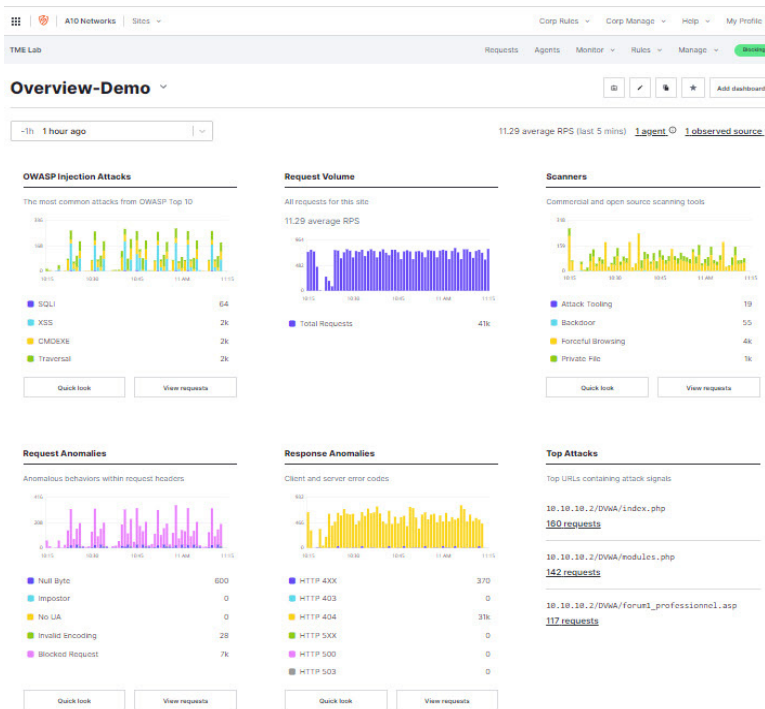 A10 Networks Sites Corp Rules Corp Manage Help My Profile
TME Lab Requests Agents Monitor Rules Manage Blocking
Overview-Demo Add dashboard
-1h 1 hour ago 11.29 average RPS (last 5 mins) 1 agent 1 observed source
OWASP Injection Attacks
The most common attacks from OWASP Top 10
10:15 10:30 10:45 11 AM 11:15
SQLI 64
XSS 2k
CMDEXE 2k
Traversal 2k
Quick look View requests
Request Volume
All requests for this site
11.29 average RPS
10:15 10:30 10:45 11 AM 11:15
Total Requests 41k
Scanners
Commercial and open source scanning tools
10:15 10:30 10:45 11 AM 11:15
Attack Tooling 19
Backdoor 55
Forceful Browsing 4k
Private File 1k
Quick look View requests
Request Anomalies
Anomalous behaviors within request headers
10:15 10:30 10:45 11 AM 11:15
Null Byte 600
Impostor 0
No UA 0
Invalid Encoding 28
Blocked Request 7k
Quick look View requests
Response Anomalies
Client and server error codes
10:15 10:30 10:45 11 AM 11:15
HTTP 4XX 370
HTTP 403 0
HTTP 404 31k
HTTP 5XX 0
HTTP 500 0
HTTP 503 0
Quick look View requests
Top Attacks
Top URLs containing attack signals
10.10.10.2/DVWA/index.php
160 requests
10.10.10.2/DVWA/modules.php
142 requests
10.10.10.2/DVWA/forum1_professionnel.asp
117 requests